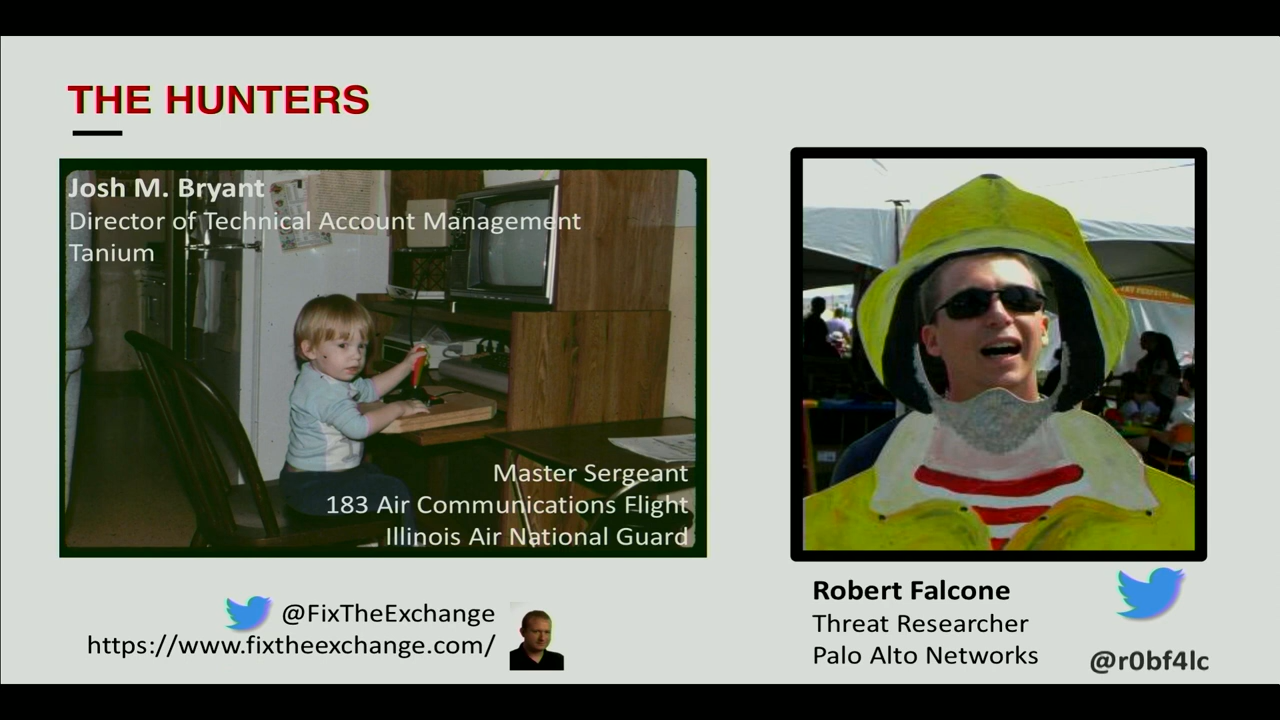 THE HUNTERS
Josh M. Bryant
Director of Technical Account Management
Tanium
Master Sergeant
183 Air Communications Flight
Illinois Air National Guard
@FixTheExchange
https://www.fixtheexchange.com/
Robert Falcone
Threat Researcher
Palo Alto Networks
@r0bf4lc